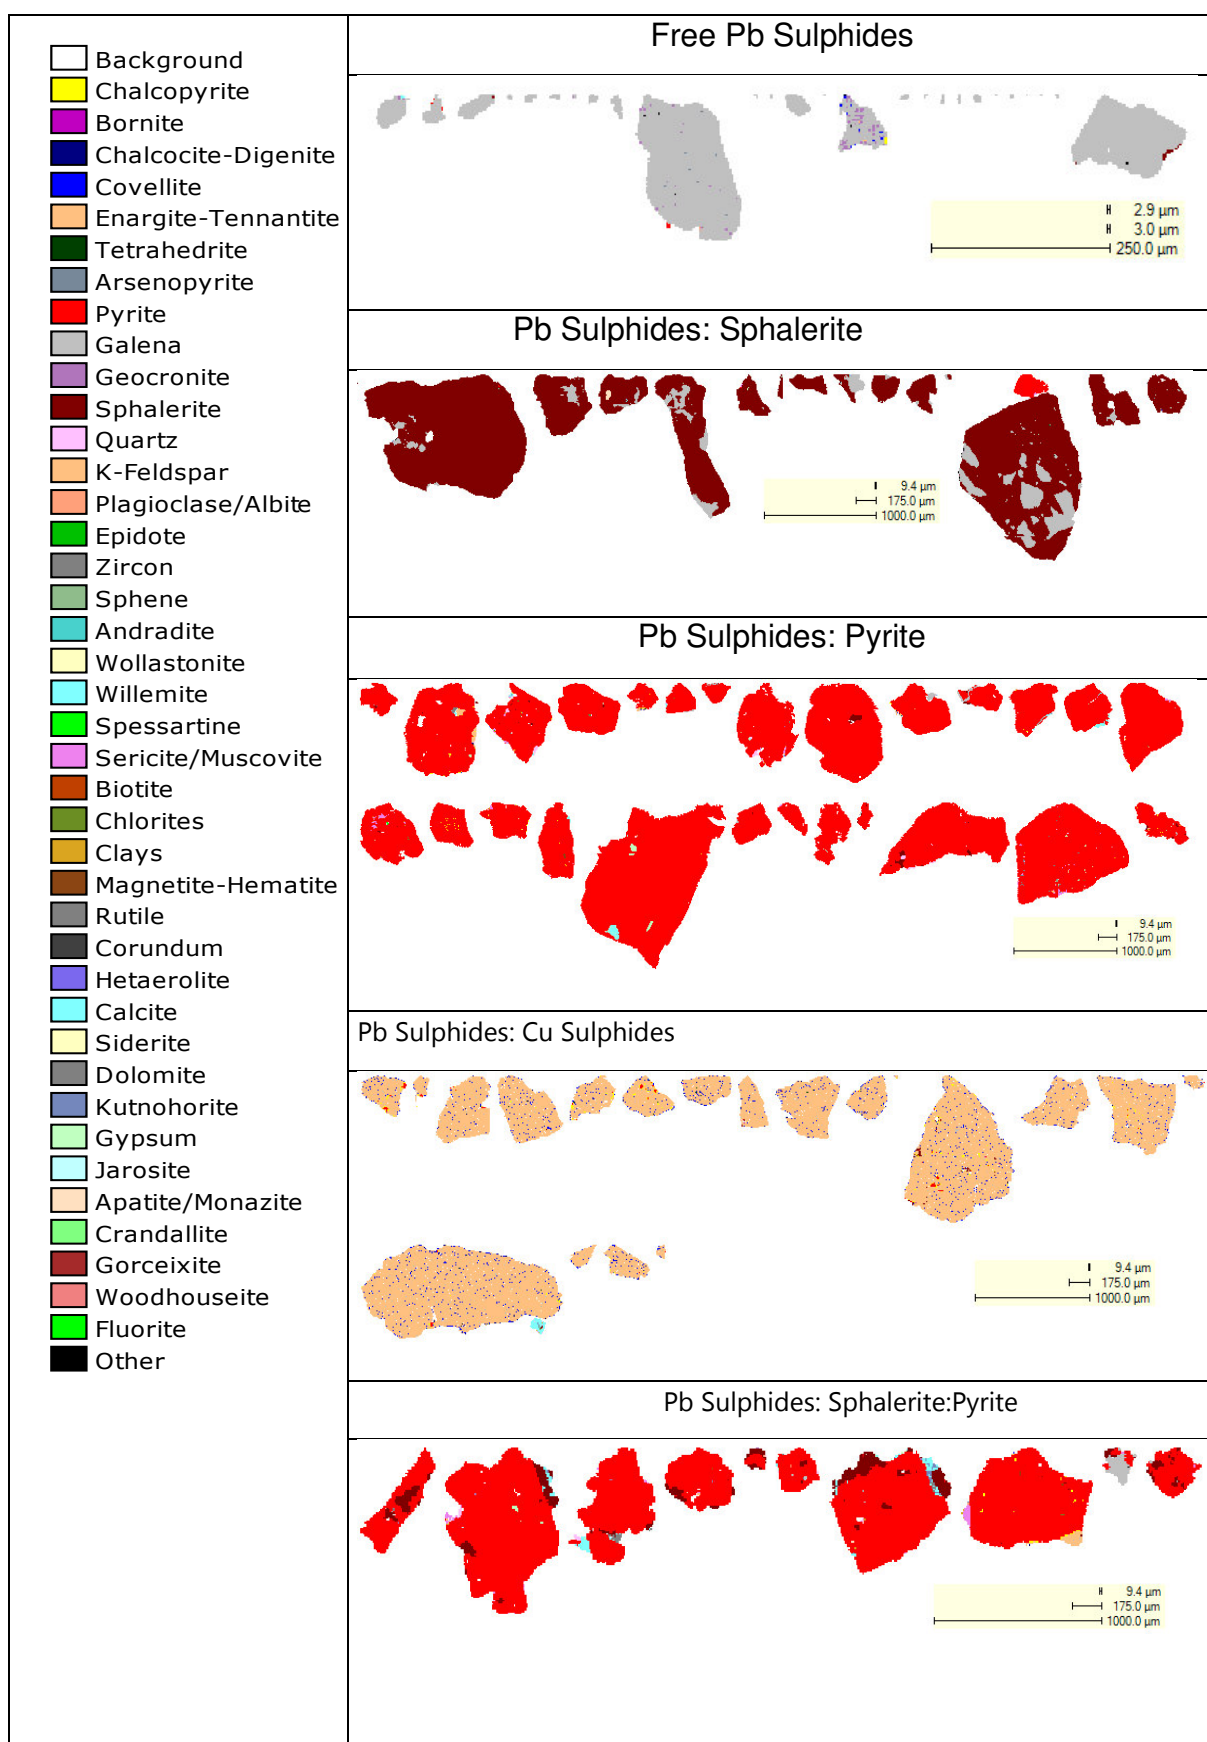 Background
Chalcopyrite
Bornite
Chalcocite-Digenite
Covellite
Enargite-Tennantite
Tetrahedrite
Arsenopyrite
Pyrite
Galena
Geocronite
Sphalerite
Quartz
K-Feldspar
Plagioclase/Albite
Epidote
Zircon
Sphene
Andradite
Wollastonite
Willemite
Spessartine
Sericite/Muscovite
Biotite
Chlorites
Clays
Magnetite-Hematite
Rutile
Corundum
Hetaerolite
Calcite
Siderite
Dolomite
Kutnohorite
Gypsum
Jarosite
Apatite/Monazite
Crandallite
Gorceixite
Woodhouseite
Fluorite
Other
Free Pb Sulphides
2.9 µm
3.0 µm
250.0 µm
Pb Sulphides: Sphalerite
9.4 µm
175.0 µm
1000.0 µm
Pb Sulphides: Pyrite
9.4 µm
175.0 µm
1000.0 µm
Pb Sulphides: Cu Sulphides
9.4 µm
175.0 µm
1000.0 µm
Pb Sulphides: Sphalerite:Pyrite
9.4 µm
175.0 µm
1000.0 µm